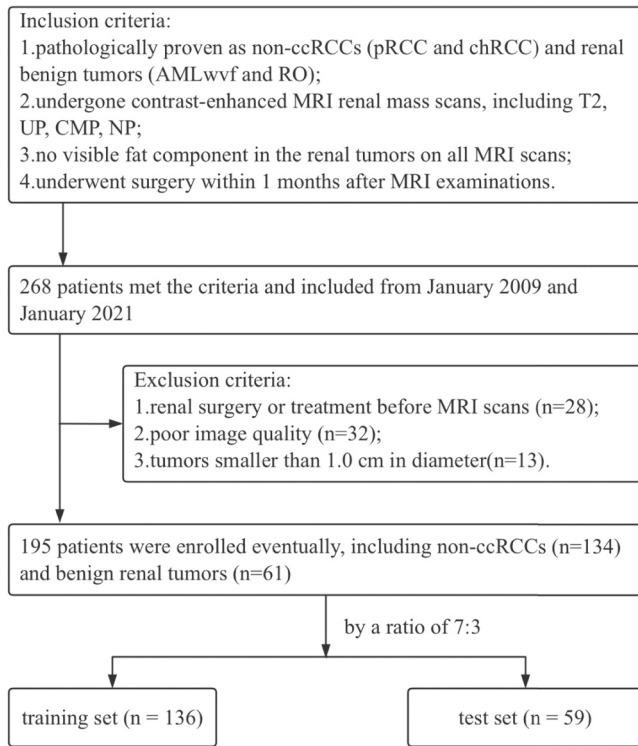 Inclusion criteria:
1.pathologically proven as non-ccRCCs (pRCC and chRCC) and renal
benign tumors (AMLwvf and RO);
2.undergone contrast-enhanced MRI renal mass scans, including T2,
UP, CMP, NP;
3.no visible fat component in the renal tumors on all MRI scans;
4.underwent surgery within 1 months after MRI examinations.
268 patients met the criteria and included from January 2009 and
January 2021
Exclusion criteria:
1.renal surgery or treatment before MRI scans (n=28);
2.poor image quality (n=32);
3.tumors smaller than 1.0 cm in diameter(n=13).
195 patients were enrolled eventually, including non-ccRCCs (n=134)
and benign renal tumors (n=61)
by a ratio of 7:3
training set (n = 136)
test set (n = 59)